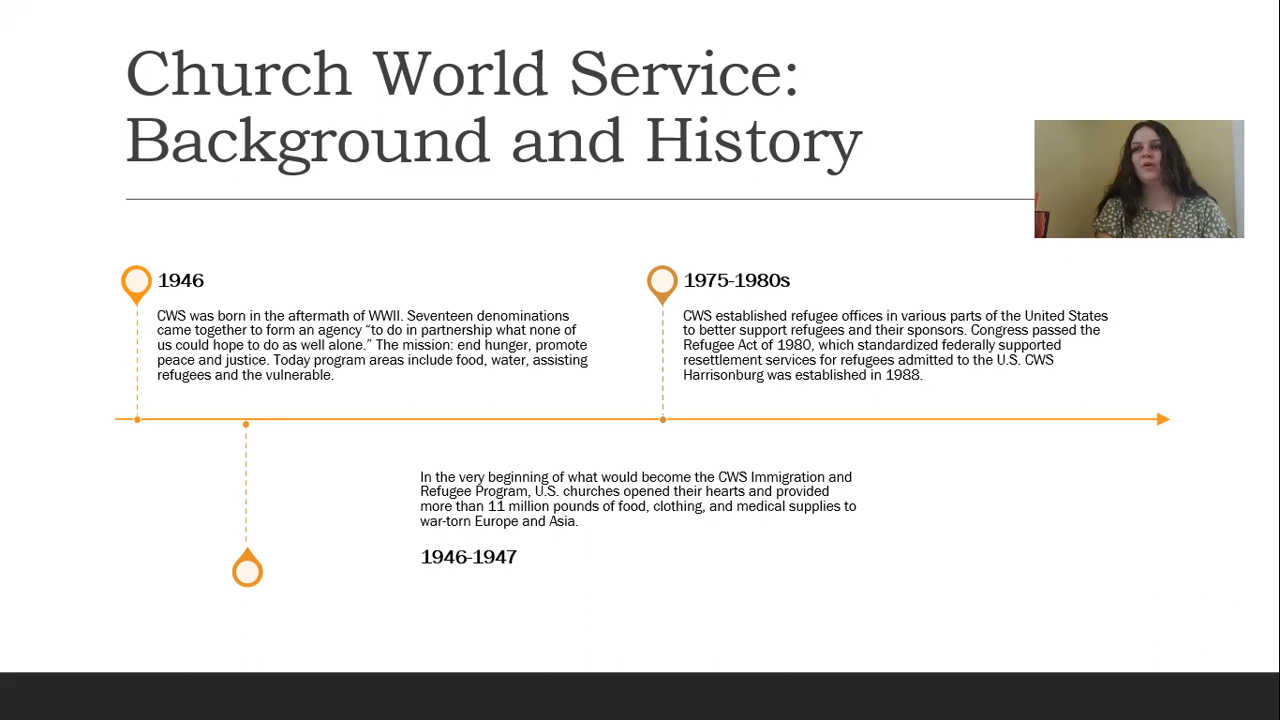 Church World Service:
Background and History
1946
CWS was born in the aftermath of WWII. Seventeen denominations
came together to form an agency “to do in partnership what none of
us could hope to do as well alone.” The mission: end hunger, promote
peace and justice. Today program areas include food, water, assisting
refugees and the vulnerable.
1975-1980s
CWS established refugee offices in various parts of the United States
to better support refugees and their sponsors. Congress passed the
Refugee Act of 1980, which standardized federally supported
resettlement services for refugees admitted to the U.S. CWS
Harrisonburg was established in 1988.
In the very beginning of what would become the CWS Immigration and
Refugee Program, U.S. churches opened their hearts and provided
more than 11 million pounds of food, clothing, and medical supplies to
war-torn Europe and Asia.
1946-1947